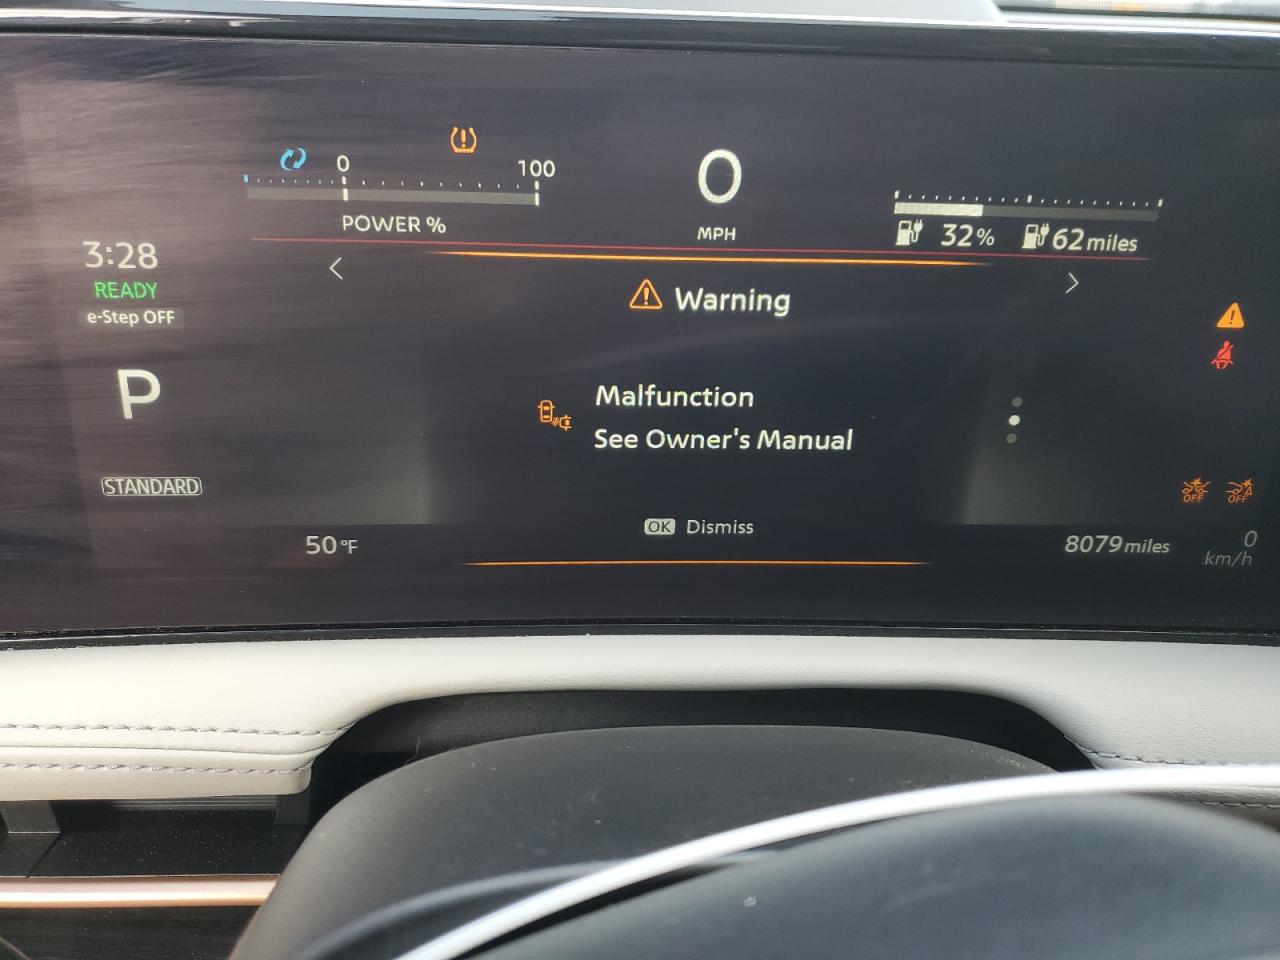 0
100
0
POWER %
MPH
32%
62 miles
3:28
READY
e-Step OFF
Warning
P
Malfunction
See Owner's Manual
STANDARD
OFF
OFF
OK Dismiss
50°F
8079 miles
0
km/h